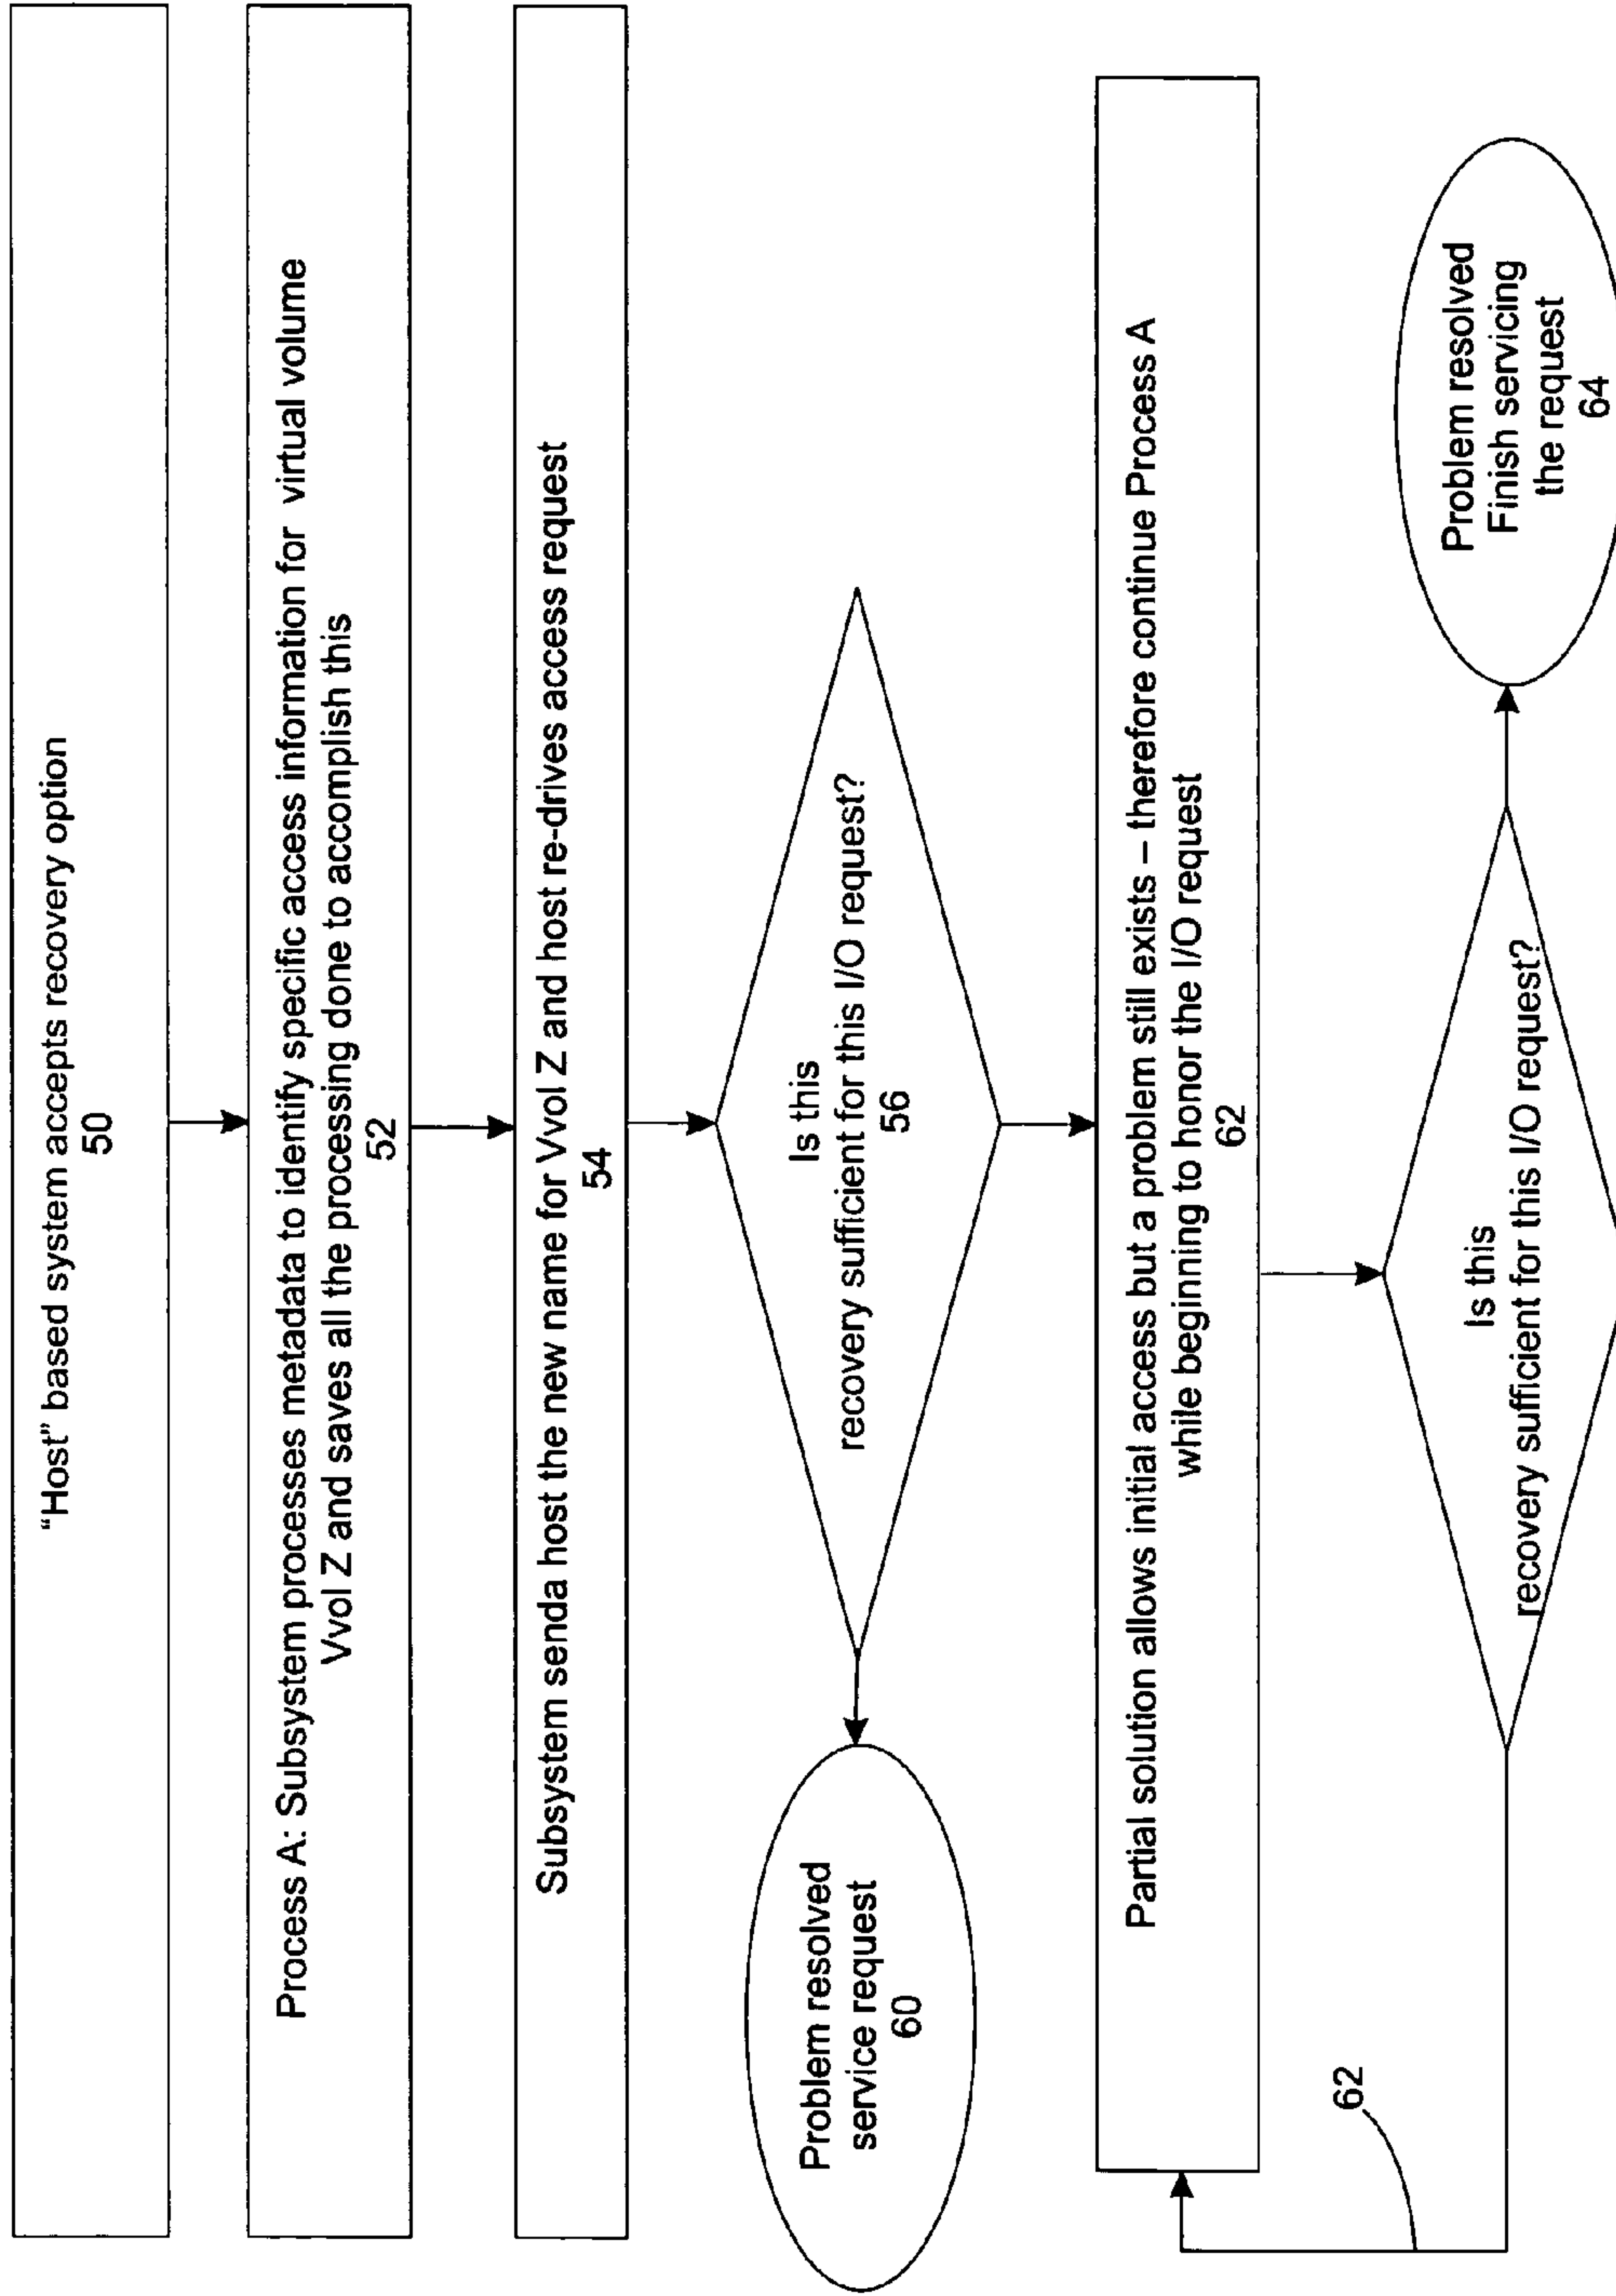 “Host” based system accepts recovery option
50
Process A: Subsystem processes metadata to identify specific access information for virtual volume
Vvol Z and saves all the processing done to accomplish this
52
Subsystem senda host the new name for Vvol Z and host re-drives access request
54
Is this
recovery sufficient for this I/O request?
56
Problem resolved
service request
60
Partial solution allows initial access but a problem still exists – therefore continue Process A
while beginning to honor the I/O request
62
62
Is this
recovery sufficient for this I/O request?
Problem resolved
Finish servicing
the request
64